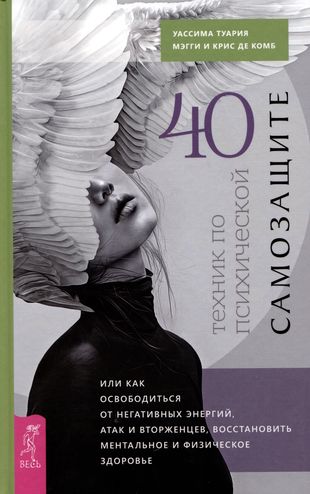 УАССИМА ТУАРИЯ
МЭГГИ И КРИС ДЕ КОМБ
40
ТЕХНИК ПО
ПСИХИЧЕСКОЙ
САМОЗАЩИТЕ
ИЛИ КАК
ОСВОБОДИТЬСЯ
ОТ НЕГАТИВНЫХ ЭНЕРГИЙ,
АТАК И ВТОРЖЕНЦЕВ, ВОССТАНОВИТЬ
МЕНТАЛЬНОЕ И ФИЗИЧЕСКОЕ
ЗДОРОВЬЕ
ВЕСЬ